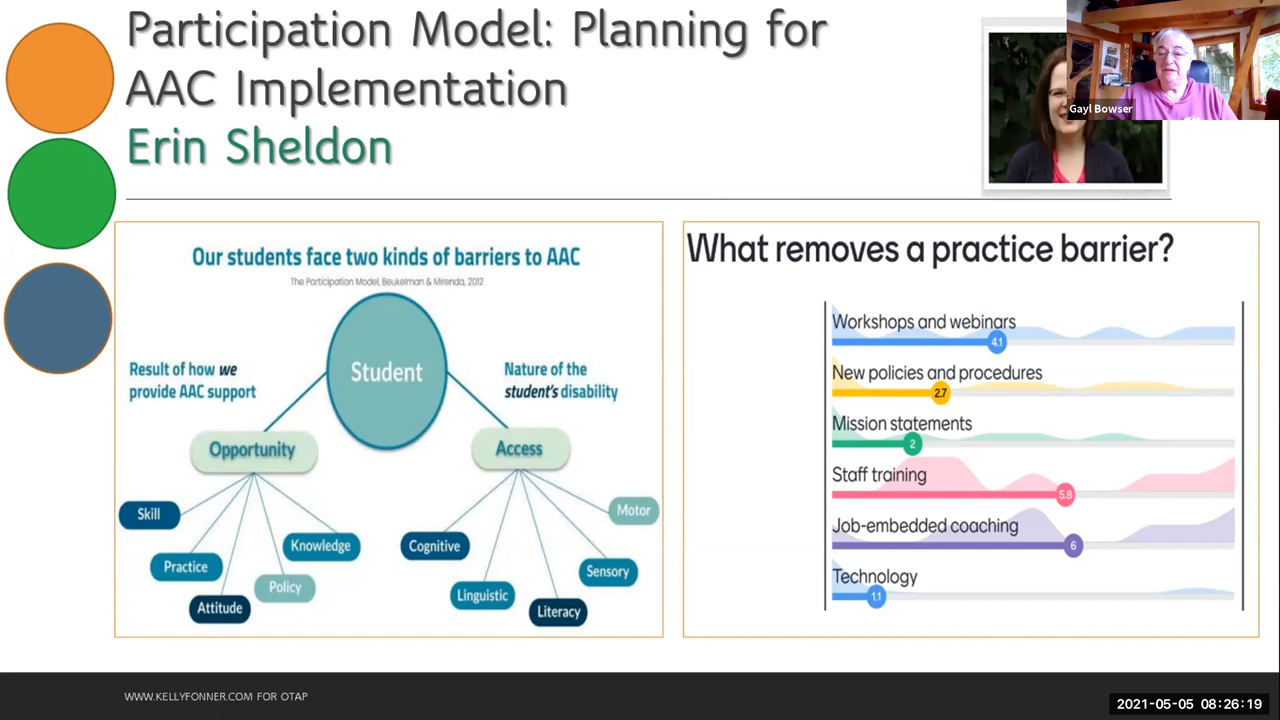 Participation Model: Planning for
AAC Implementation
Erin Sheldon
Gayl Bowser
Our students face two kinds of barriers to AAC
The Participation Model, Beukelman & Mirenda, 2012
Student
Result of how we
provide AAC support
Nature of the
student's disability
Opportunity
Access
Skill
Practice
Attitude
Policy
Knowledge
Cognitive
Linguistic
Literacy
Sensory
Motor
What removes a practice barrier?
Workshops and webinars
4.1
New policies and procedures
2.7
Mission statements
2
Staff training
5.8
Job-embedded coaching
6
Technology
1.1
WWW.KELLYFONNER.COM FOR OTAP
2021-05-05 08:26:19